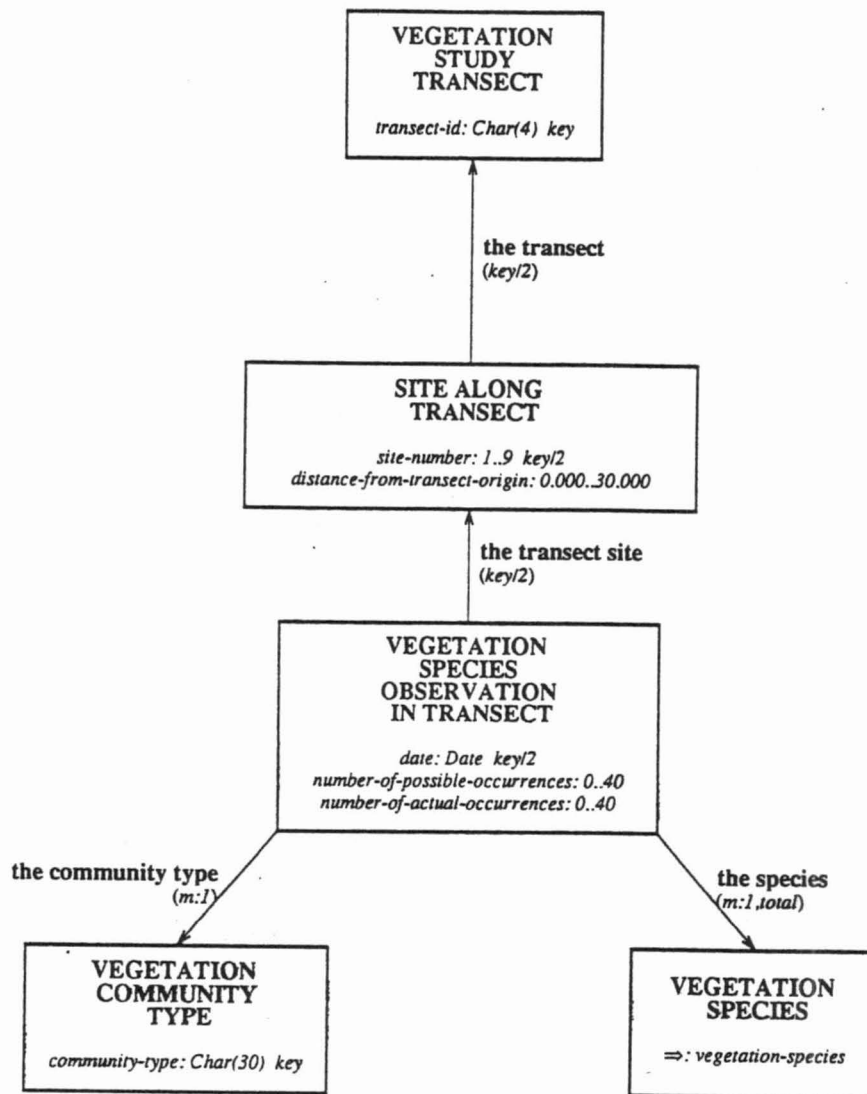 VEGETATION
STUDY
TRANSECT
transect-id: Char(4) key
the transect
(key/2)
SITE ALONG
TRANSECT
site-number: 1..9 key/2
distance-from-transect-origin: 0.000..30.000
the transect site
(key/2)
VEGETATION
SPECIES
OBSERVATION
IN TRANSECT
date: Date key/2
number-of-possible-occurrences: 0..40
number-of-actual-occurrences: 0..40
the community type
(m:1)
the species
(m:1,total)
VEGETATION
COMMUNITY
TYPE
community-type: Char(30) key
VEGETATION
SPECIES
⇒: vegetation-species